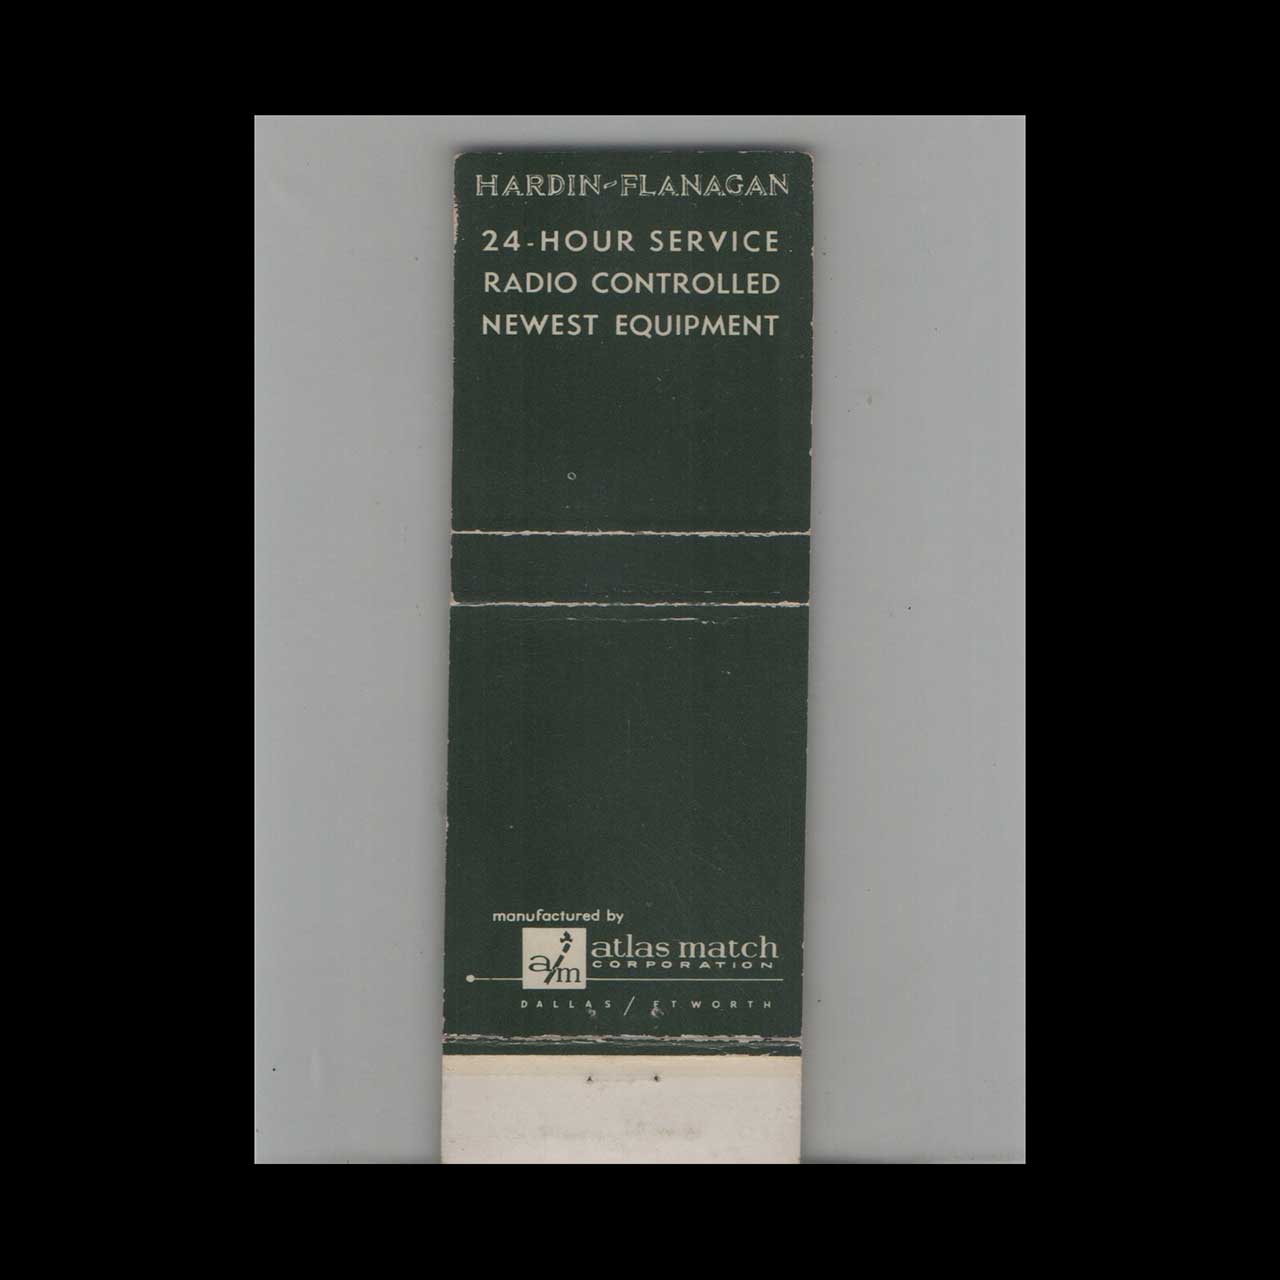 HARDIN-FLANAGAN
24-HOUR SERVICE
RADIO CONTROLLED
NEWEST EQUIPMENT
manufactured by
a/m
atlas match
CORPORATION
DALLAS / FT WORTH